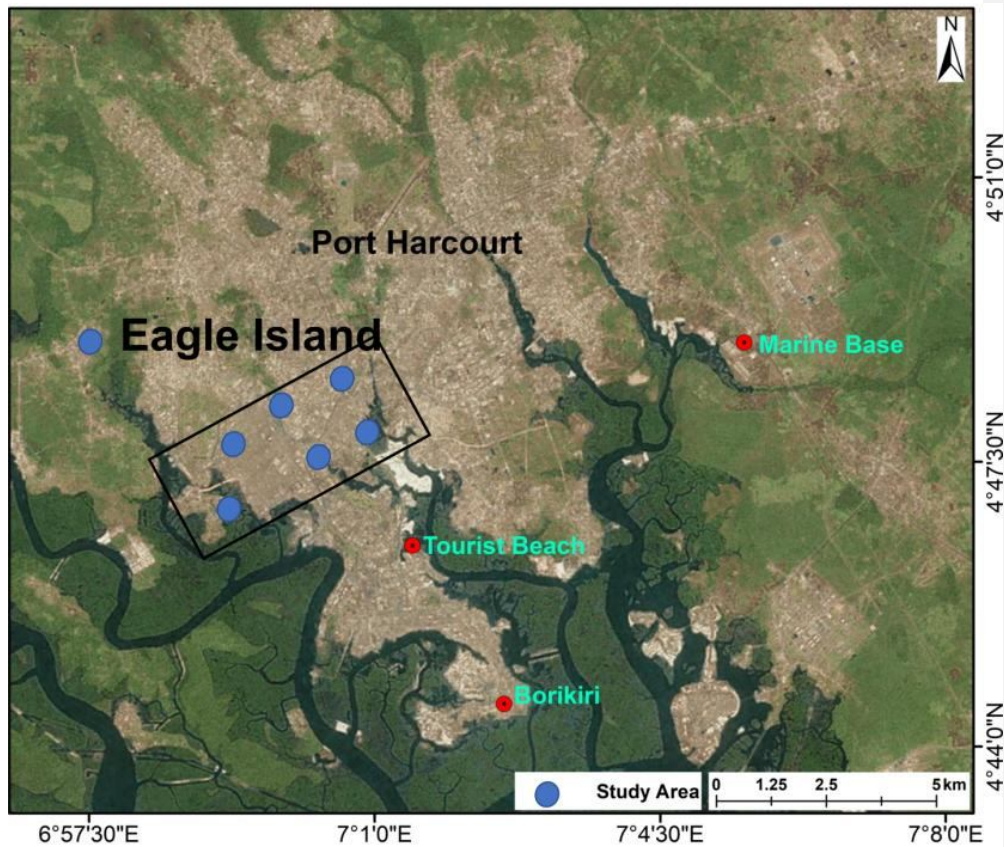 N
4°51'0"N
Port Harcourt
Eagle Island
Marine Base
4°47'30"N
Tourist Beach
Borikiri
4°44'0"N
Study Area
0 1.25 2.5 5 km
6°57'30"E 7°1'0"E 7°4'30"E 7°8'0"E